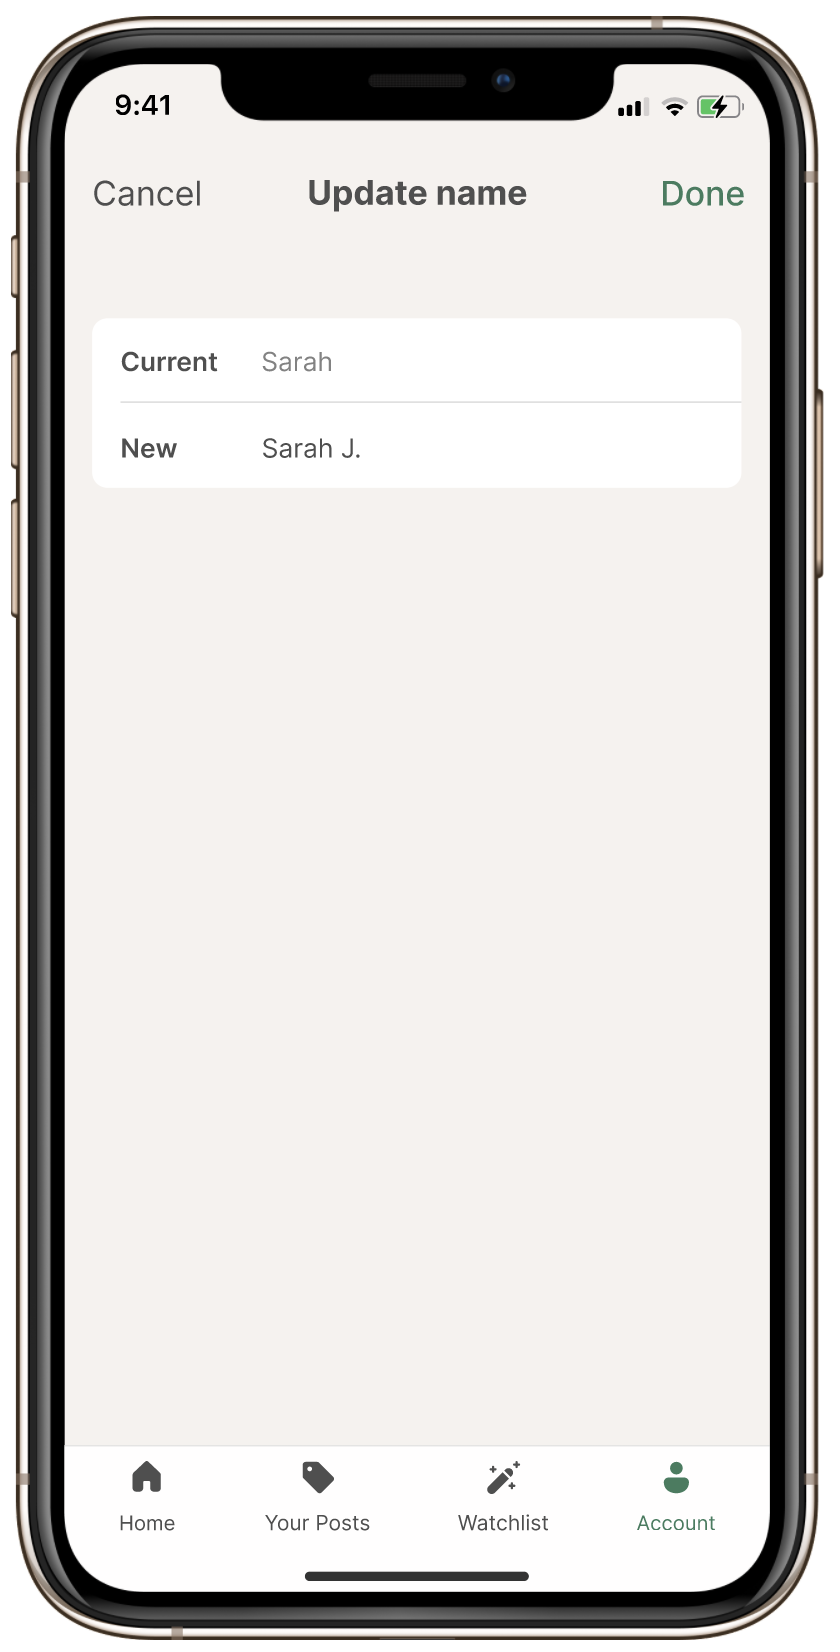 9:41
Cancel Update name Done
Current Sarah
New Sarah J.
Home Your Posts Watchlist Account